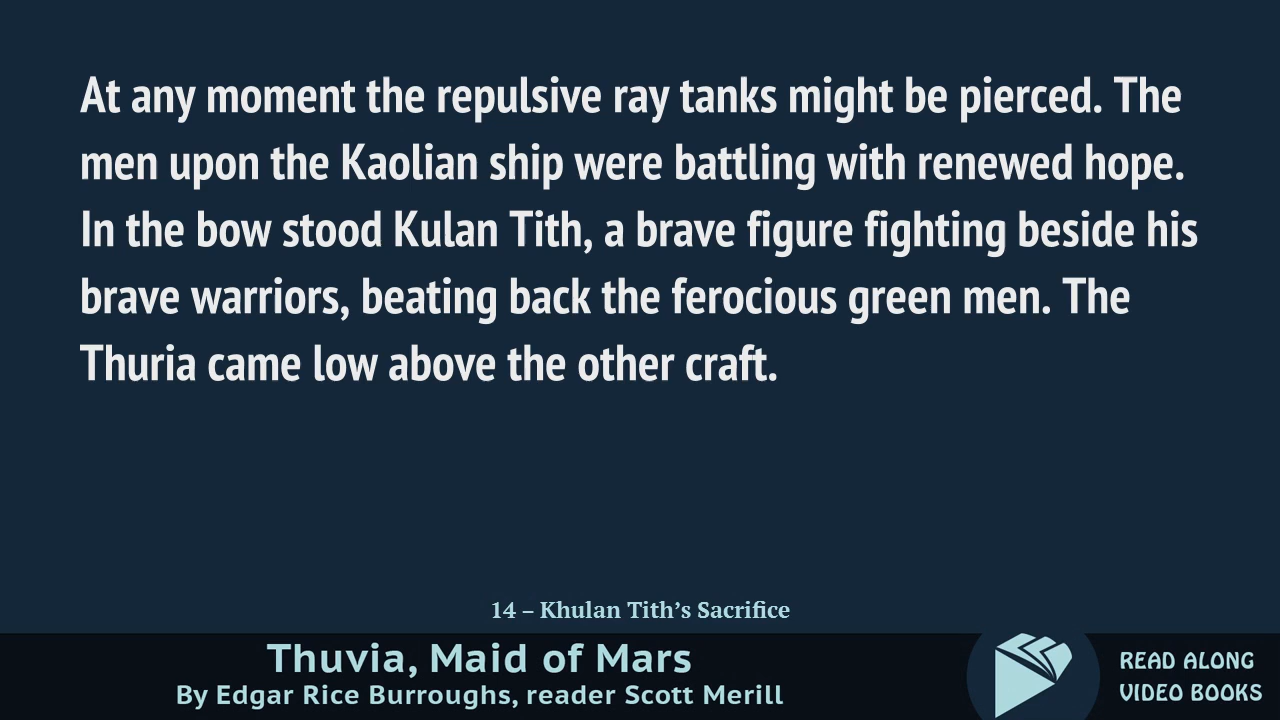 At any moment the repulsive ray tanks might be pierced. The
men upon the Kaolian ship were battling with renewed hope.
In the bow stood Kulan Tith, a brave figure fighting beside his
brave warriors, beating back the ferocious green men. The
Thuria came low above the other craft.
14 – Khulan Tith’s Sacrifice
Thuvia, Maid of Mars
By Edgar Rice Burroughs, reader Scott Merill
READ ALONG
VIDEO BOOKS